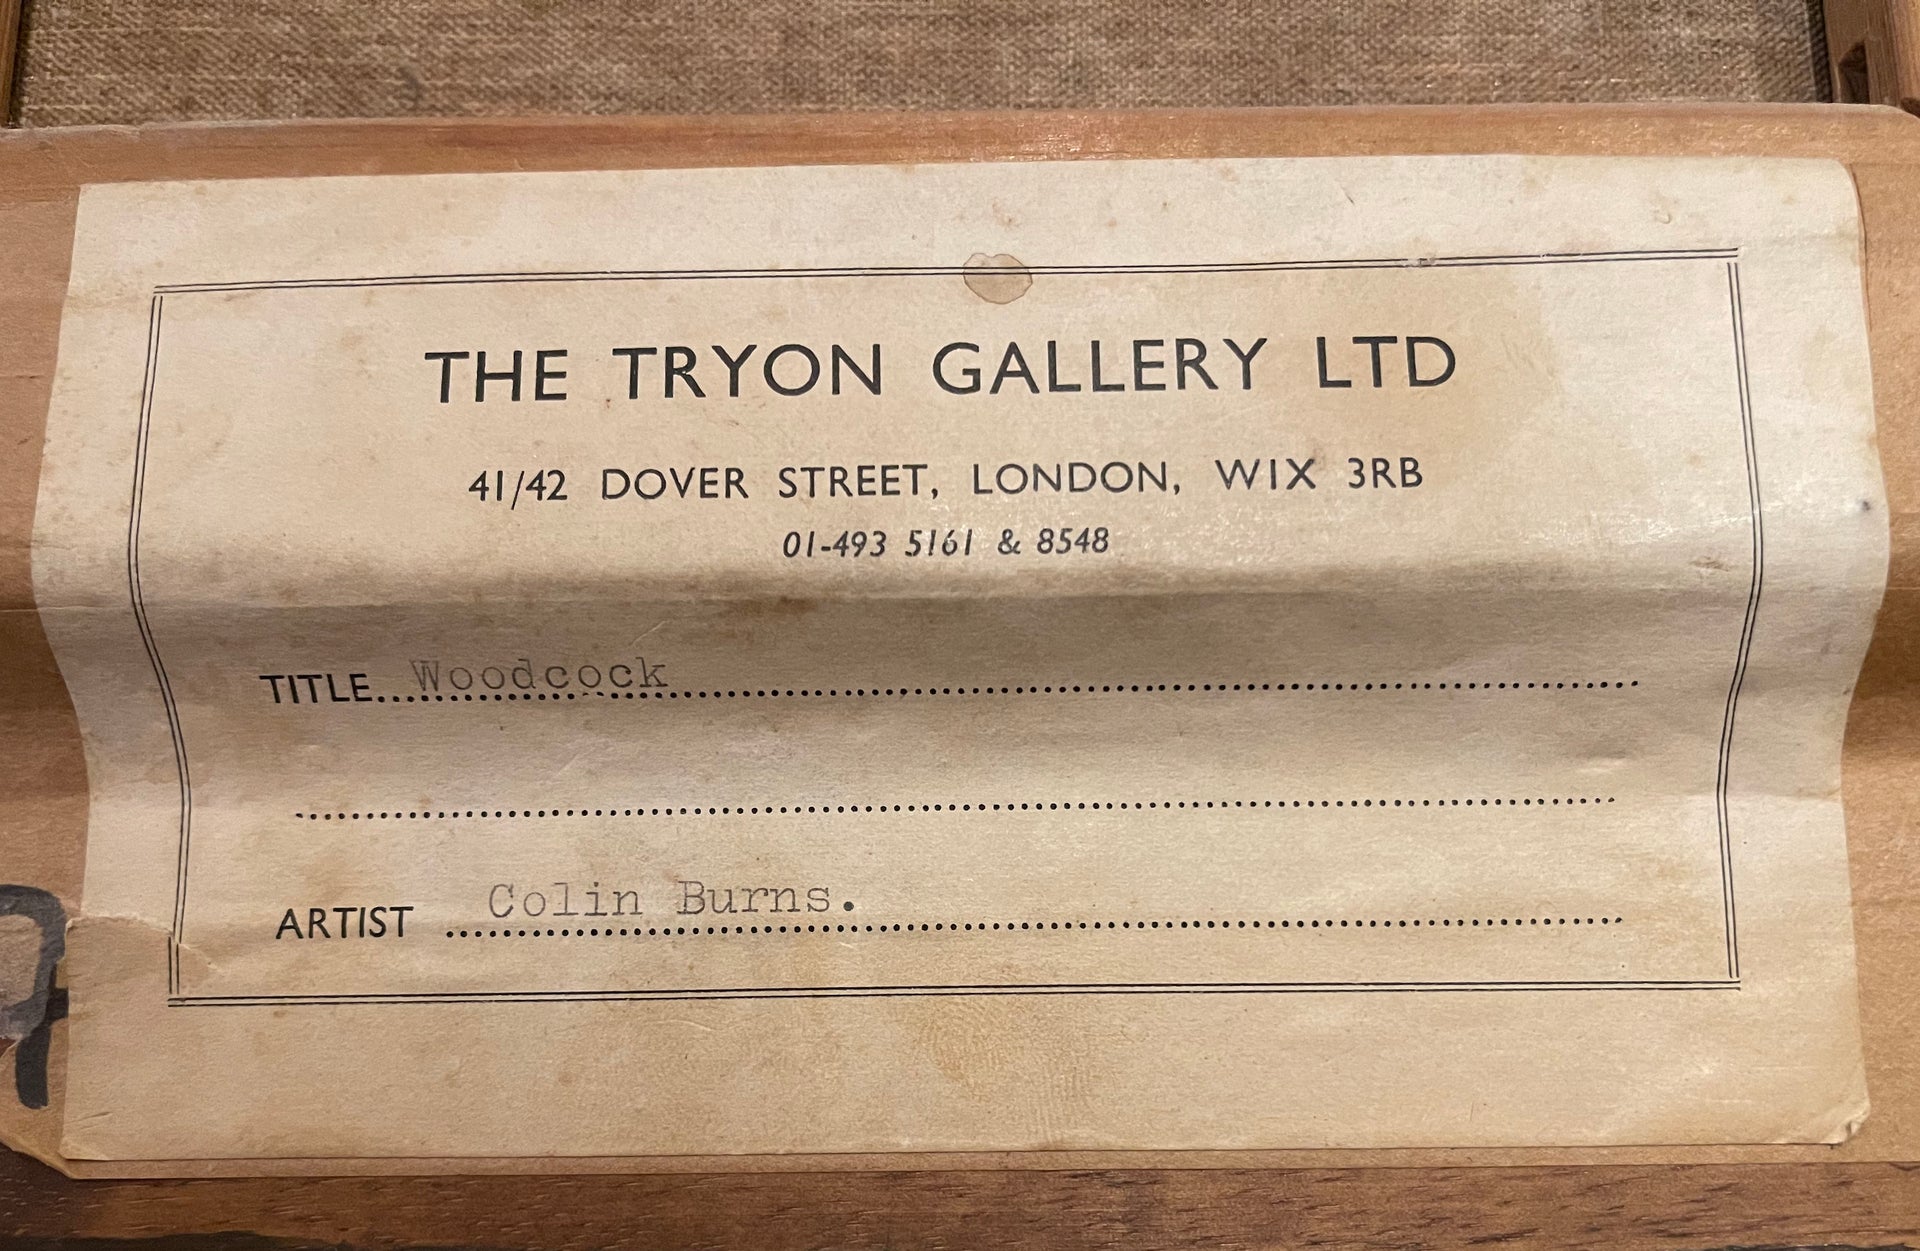 THE TRYON GALLERY LTD
41/42 DOVER STREET, LONDON, WIX 3RB
01-493 5161 & 8548
TITLE Woodcock
ARTIST Colin Burns.